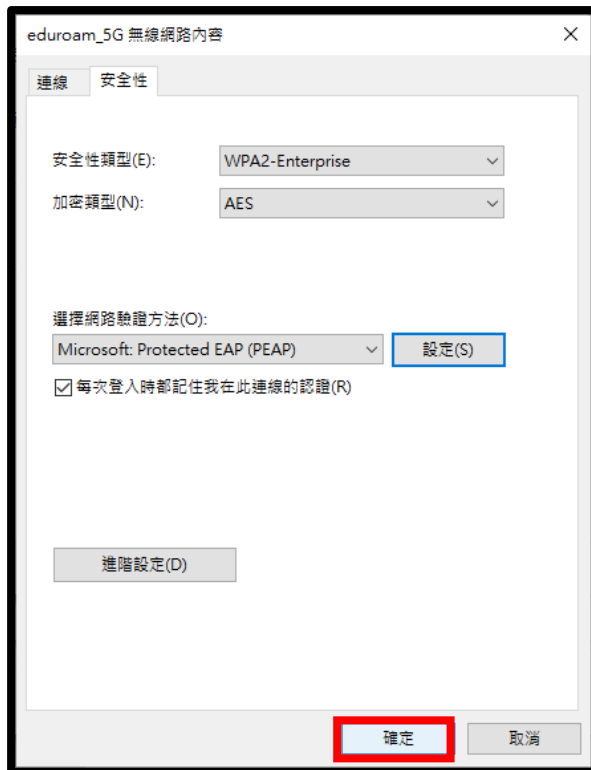 eduroam_5G 無線網路內容
連線 安全性
安全性類型(E): WPA2-Enterprise
加密類型(N): AES
選擇網路驗證方法(O):
Microsoft: Protected EAP (PEAP) 設定(S)
每次登入時都記住我在此連線的認證(R)
進階設定(D)
確定 取消